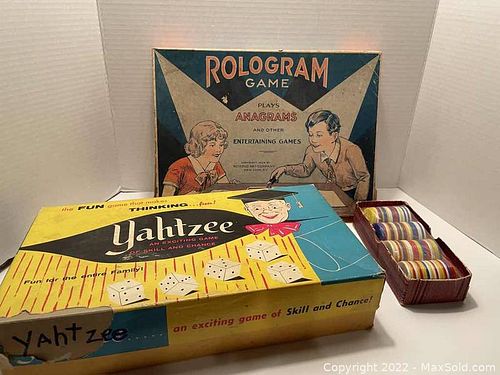 ROLOGRAM
GAME
PLAYS
ANAGRAMS
AND OTHER
ENTERTAINING GAMES
the FUN game that makes
THINKING... fun!
Yahtzee
AN EXCITING GAME
OF SKILL AND CHANCE
Fun for the entire Family!
an exciting game of Skill and Chance!
yahtzee
Copyright 2022 - MaxSold.com